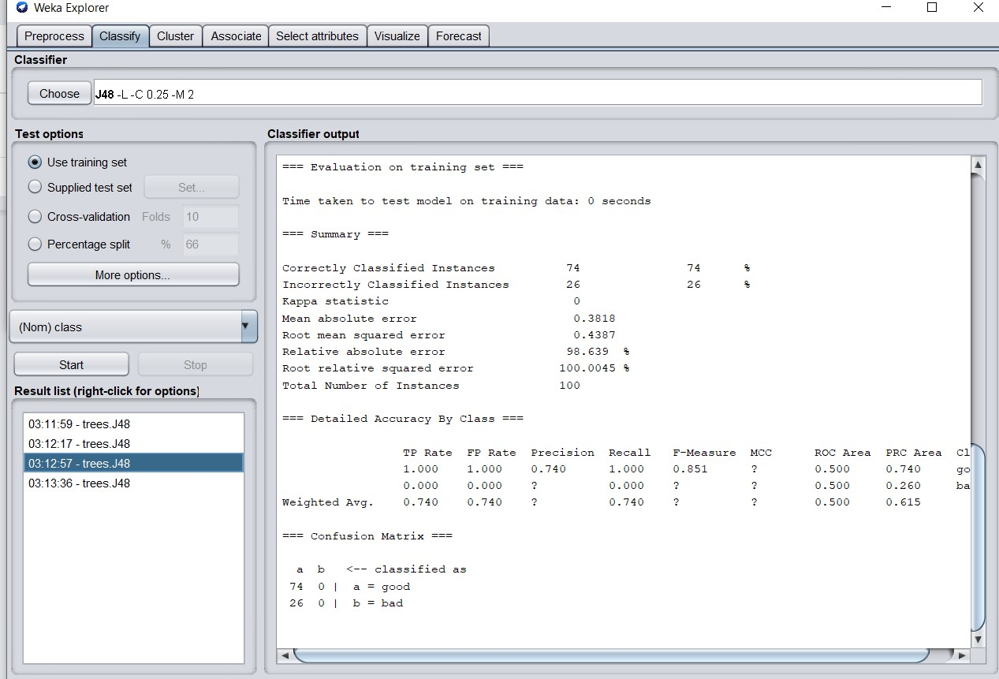 Weka Explorer
Preprocess Classify Cluster Associate Select attributes Visualize Forecast
Classifier
Choose J48 -L -C 0.25 -M 2
Test options
Use training set
Supplied test set Set...
Cross-validation Folds 10
Percentage split % 66
More options...
(Nom) class
Start Stop
Result list (right-click for options)
03:11:59 - trees.J48
03:12:17 - trees.J48
03:12:57 - trees.J48
03:13:36 - trees.J48
Classifier output
=== Evaluation on training set ===
Time taken to test model on training data: 0 seconds
=== Summary ===
Correctly Classified Instances 74 74 %
Incorrectly Classified Instances 26 26 %
Kappa statistic 0
Mean absolute error 0.3818
Root mean squared error 0.4387
Relative absolute error 98.639 %
Root relative squared error 100.0045 %
Total Number of Instances 100
=== Detailed Accuracy By Class ===
TP Rate FP Rate Precision Recall F-Measure MCC ROC Area PRC Area Cl
1.000 1.000 0.740 1.000 0.851 ? 0.500 0.740 go
0.000 0.000 ? 0.000 ? ? 0.500 0.260 ba
Weighted Avg. 0.740 0.740 ? 0.740 ? ? 0.500 0.615
=== Confusion Matrix ===
a b <-- classified as
74 0 | a = good
26 0 | b = bad